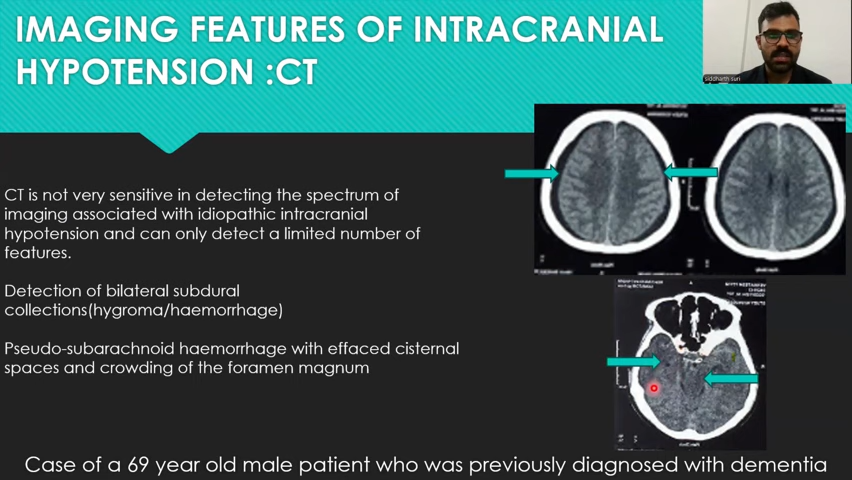 IMAGING FEATURES OF INTRACRANIAL
HYPOTENSION :CT
siddharth suri
CT is not very sensitive in detecting the spectrum of
imaging associated with idiopathic intracranial
hypotension and can only detect a limited number of
features.
Detection of bilateral subdural
collections(hygroma/haemorrhage)
Pseudo-subarachnoid haemorrhage with effaced cisternal
spaces and crowding of the foramen magnum
Case of a 69 year old male patient who was previously diagnosed with dementia